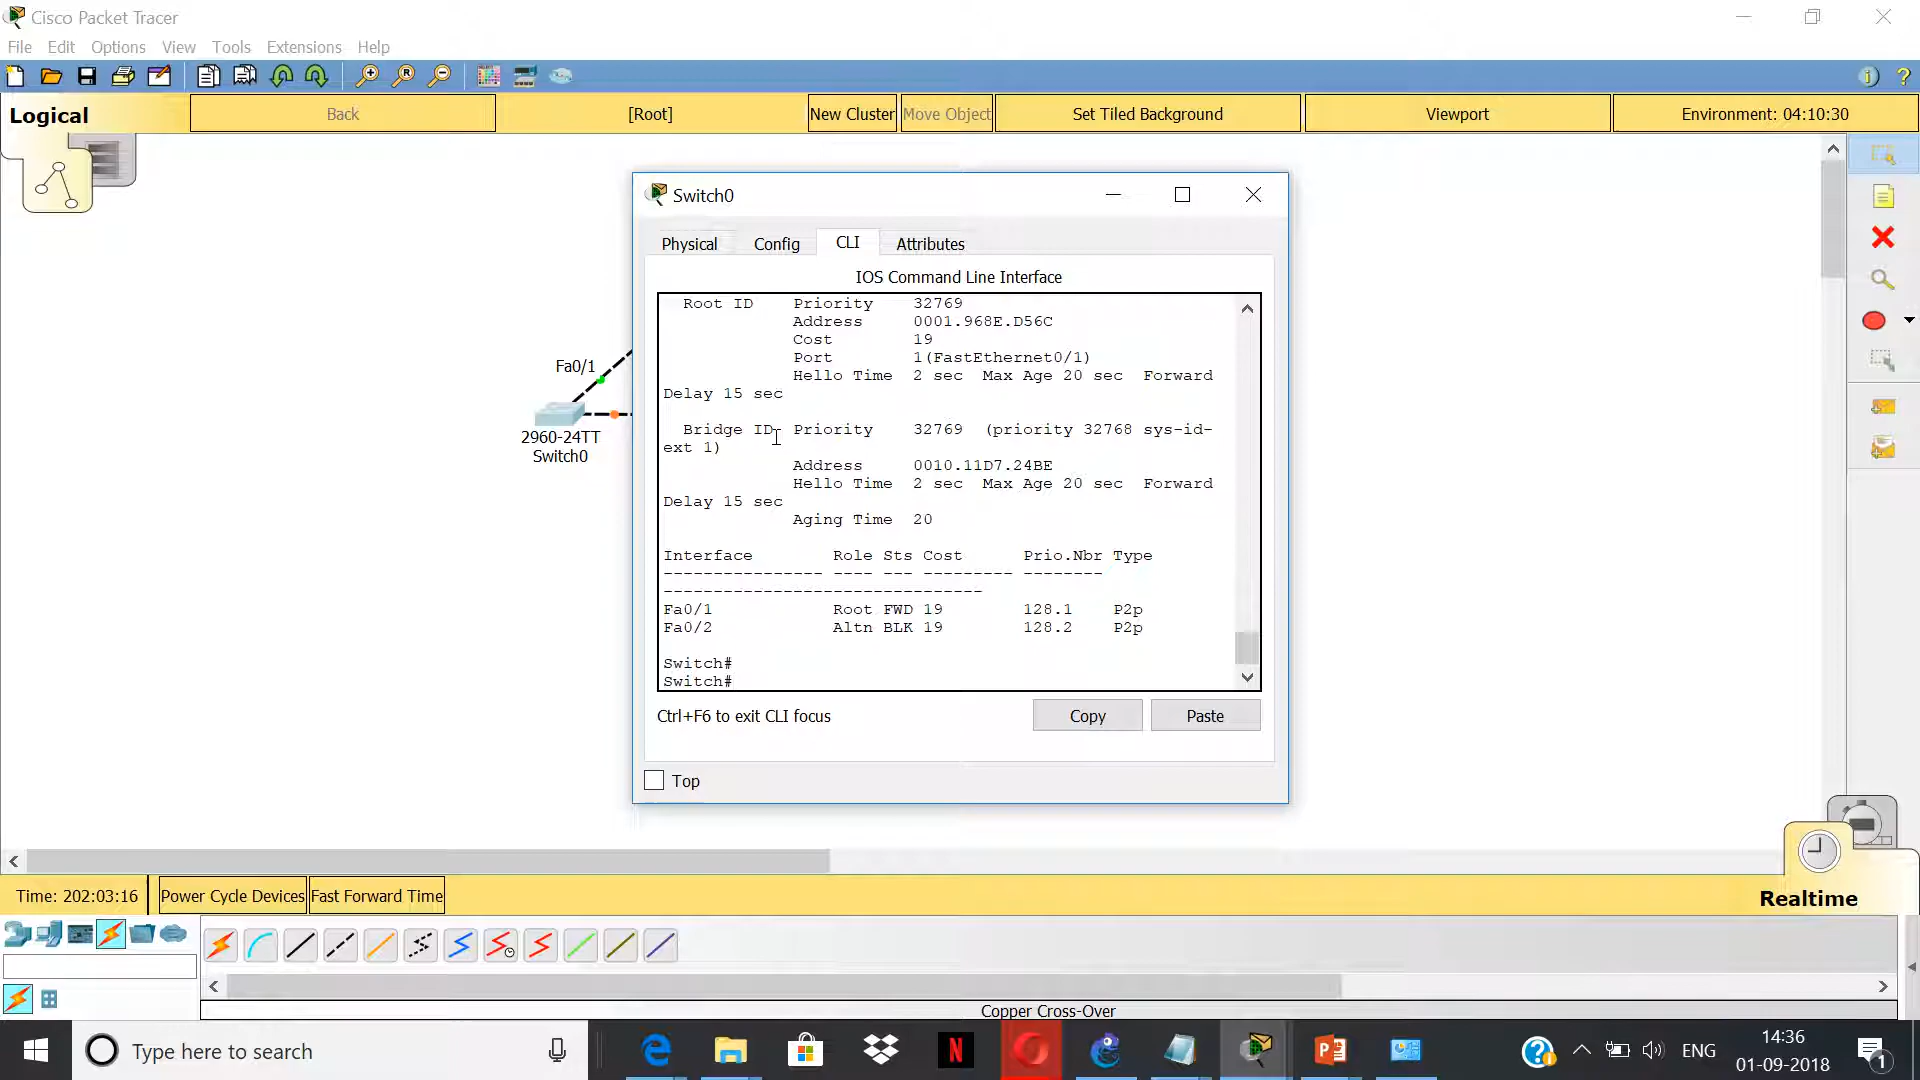 Cisco Packet Tracer
File Edit Options View Tools Extensions Help
Logical Back [Root] New Cluster Move Object Set Tiled Background Viewport Environment: 04:10:30
Switch0
Physical Config CLI Attributes
IOS Command Line Interface
Root ID Priority 32769
Address 0001.968E.D56C
Cost 19
Port 1(FastEthernet0/1)
Hello Time 2 sec Max Age 20 sec Forward
Delay 15 sec
Bridge ID Priority 32769 (priority 32768 sys-id-
ext 1)
Address 0010.11D7.24BE
Hello Time 2 sec Max Age 20 sec Forward
Delay 15 sec
Aging Time 20
Interface Role Sts Cost Prio.Nbr Type
---------------- ---- --- --------- --------
--------------------------------
Fa0/1 Root FWD 19 128.1 P2p
Fa0/2 Altn BLK 19 128.2 P2p
Switch#
Switch#
Ctrl+F6 to exit CLI focus Copy Paste
Top
Fa0/1
2960-24TT
Switch0
Time: 202:03:16 Power Cycle Devices Fast Forward Time Realtime
Copper Cross-Over
Type here to search
ENG
14:36
01-09-2018
1